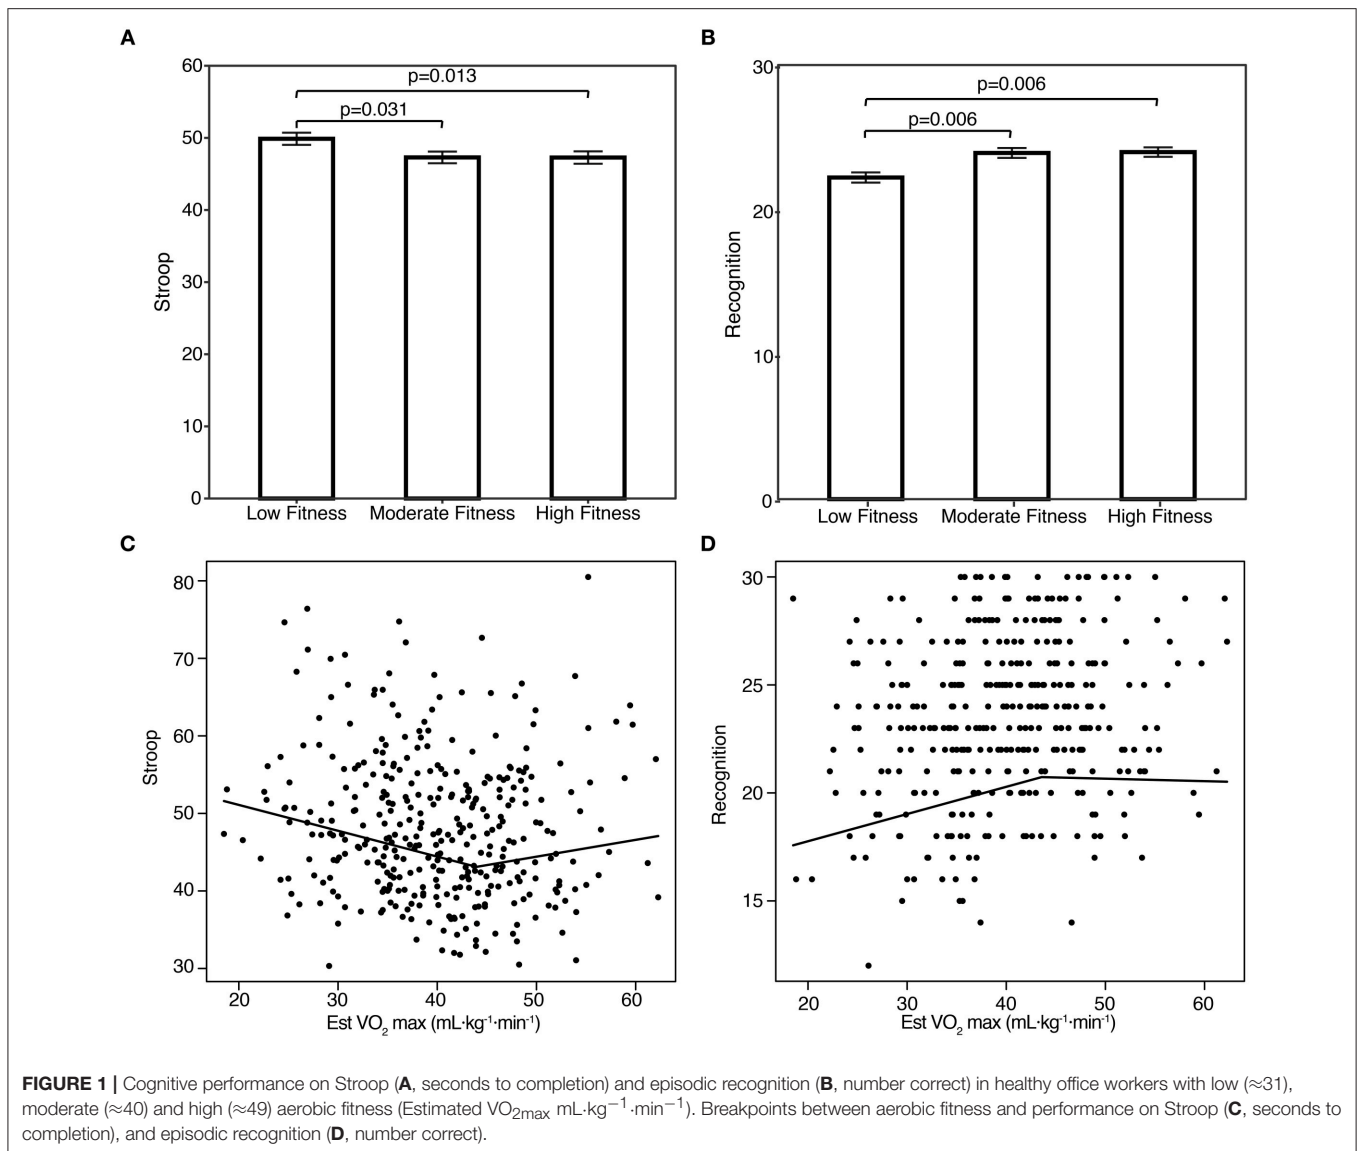 A
B
60
50
40
30
20
10
0
Stroop
p=0.013
p=0.031
Low Fitness Moderate Fitness High Fitness
30
20
10
0
Recognition
p=0.006
p=0.006
Low Fitness Moderate Fitness High Fitness
C
D
80
70
60
50
40
30
Stroop
20 30 40 50 60
Est VO₂ max (mL·kg⁻¹·min⁻¹)
30
25
20
15
Recognition
20 30 40 50 60
Est VO₂ max (mL·kg⁻¹·min⁻¹)
FIGURE 1 | Cognitive performance on Stroop (A, seconds to completion) and episodic recognition (B, number correct) in healthy office workers with low (≈31),
moderate (≈40) and high (≈49) aerobic fitness (Estimated VO₂max mL·kg⁻¹·min⁻¹). Breakpoints between aerobic fitness and performance on Stroop (C, seconds to
completion), and episodic recognition (D, number correct).